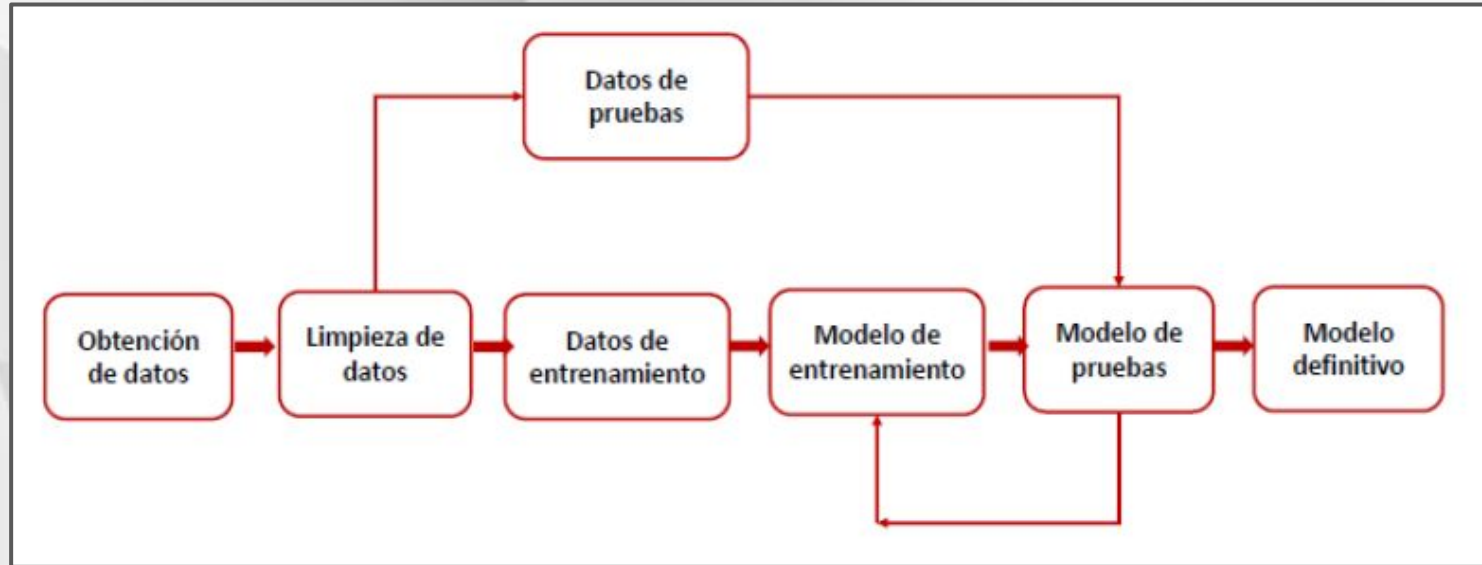 Datos de
pruebas
Obtención
de datos
Limpieza de
datos
Datos de
entrenamiento
Modelo de
entrenamiento
Modelo de
pruebas
Modelo
definitivo